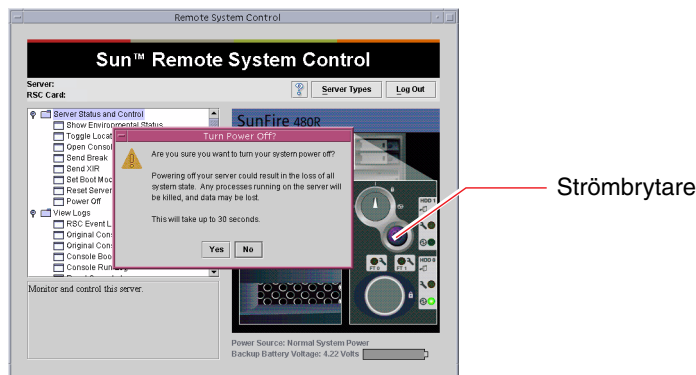 Remote System Control
Sun™ Remote System Control
Server:
RSC Card:
Server Types
Log Out
Server Status and Control
Show Environmental Status
Toggle Locat
Open Consol
Send Break
Send XIR
Set Boot Mod
Reset Server
Power Off
View Logs
RSC Event L
Original Cons
Original Cons
Console Boo
Console Run Log
Turn Power Off?
Are you sure you want to turn your system power off?
Powering off your server could result in the loss of all
system state. Any processes running on the server will
be killed, and data may be lost.
This will take up to 30 seconds.
Yes
No
Monitor and control this server.
SunFire 480R
HDD 1
HDD 0
FT 0
FT 1
Strömbrytare
Power Source: Normal System Power
Backup Battery Voltage: 4.22 Volts